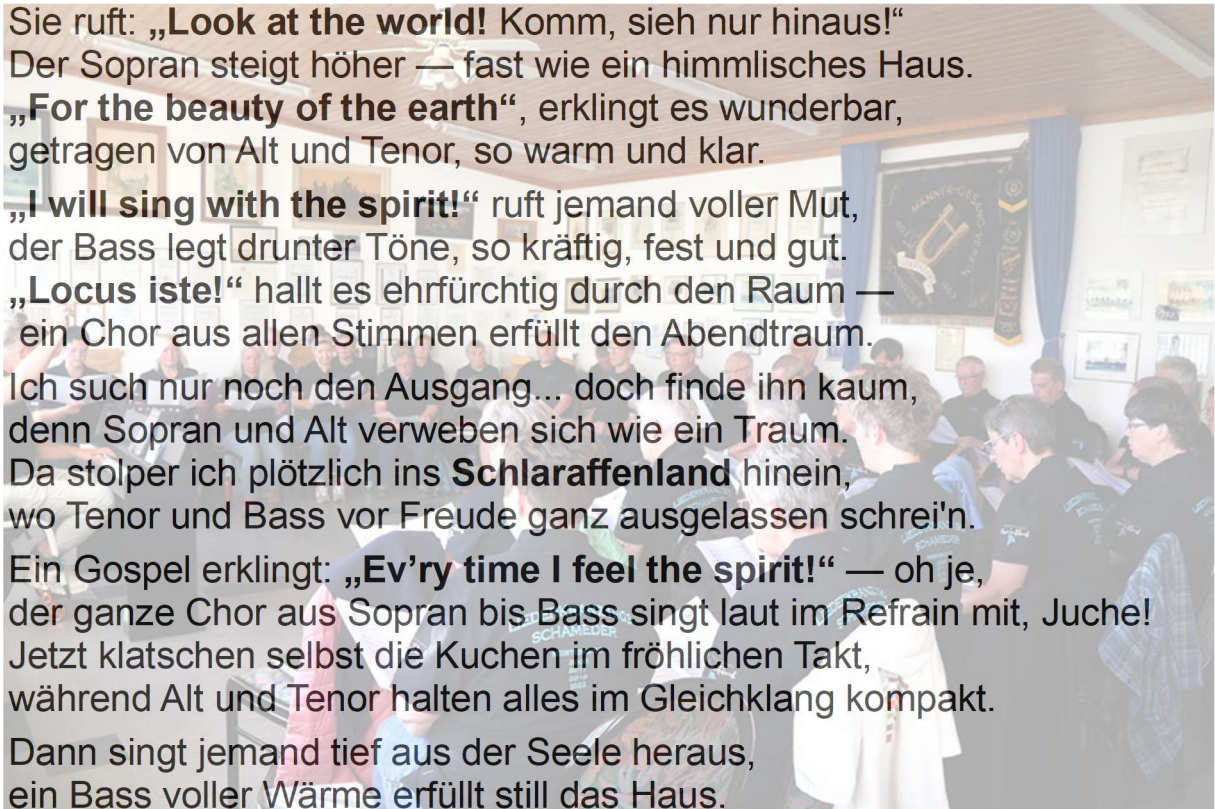 Sie ruft: „Look at the world! Komm, sieh nur hinaus!“
Der Sopran steigt höher — fast wie ein himmlisches Haus.
„For the beauty of the earth“, erklingt es wunderbar,
getragen von Alt und Tenor, so warm und klar.
„I will sing with the spirit!“ ruft jemand voller Mut,
der Bass legt drunter Töne, so kräftig, fest und gut.
„Locus iste!“ hallt es ehrfürchtig durch den Raum —
ein Chor aus allen Stimmen erfüllt den Abendtraum.
Ich such nur noch den Ausgang... doch finde ihn kaum,
denn Sopran und Alt verweben sich wie ein Traum.
Da stolper ich plötzlich ins Schlaraffenland hinein,
wo Tenor und Bass vor Freude ganz ausgelassen schrei'n.
Ein Gospel erklingt: „Ev’ry time I feel the spirit!“ — oh je,
der ganze Chor aus Sopran bis Bass singt laut im Refrain mit, Juche!
Jetzt klatschen selbst die Kuchen im fröhlichen Takt,
während Alt und Tenor halten alles im Gleichklang kompakt.
Dann singt jemand tief aus der Seele heraus,
ein Bass voller Wärme erfüllt still das Haus.
MÄNNER-GESANGVEREIN
SCHAMEDER